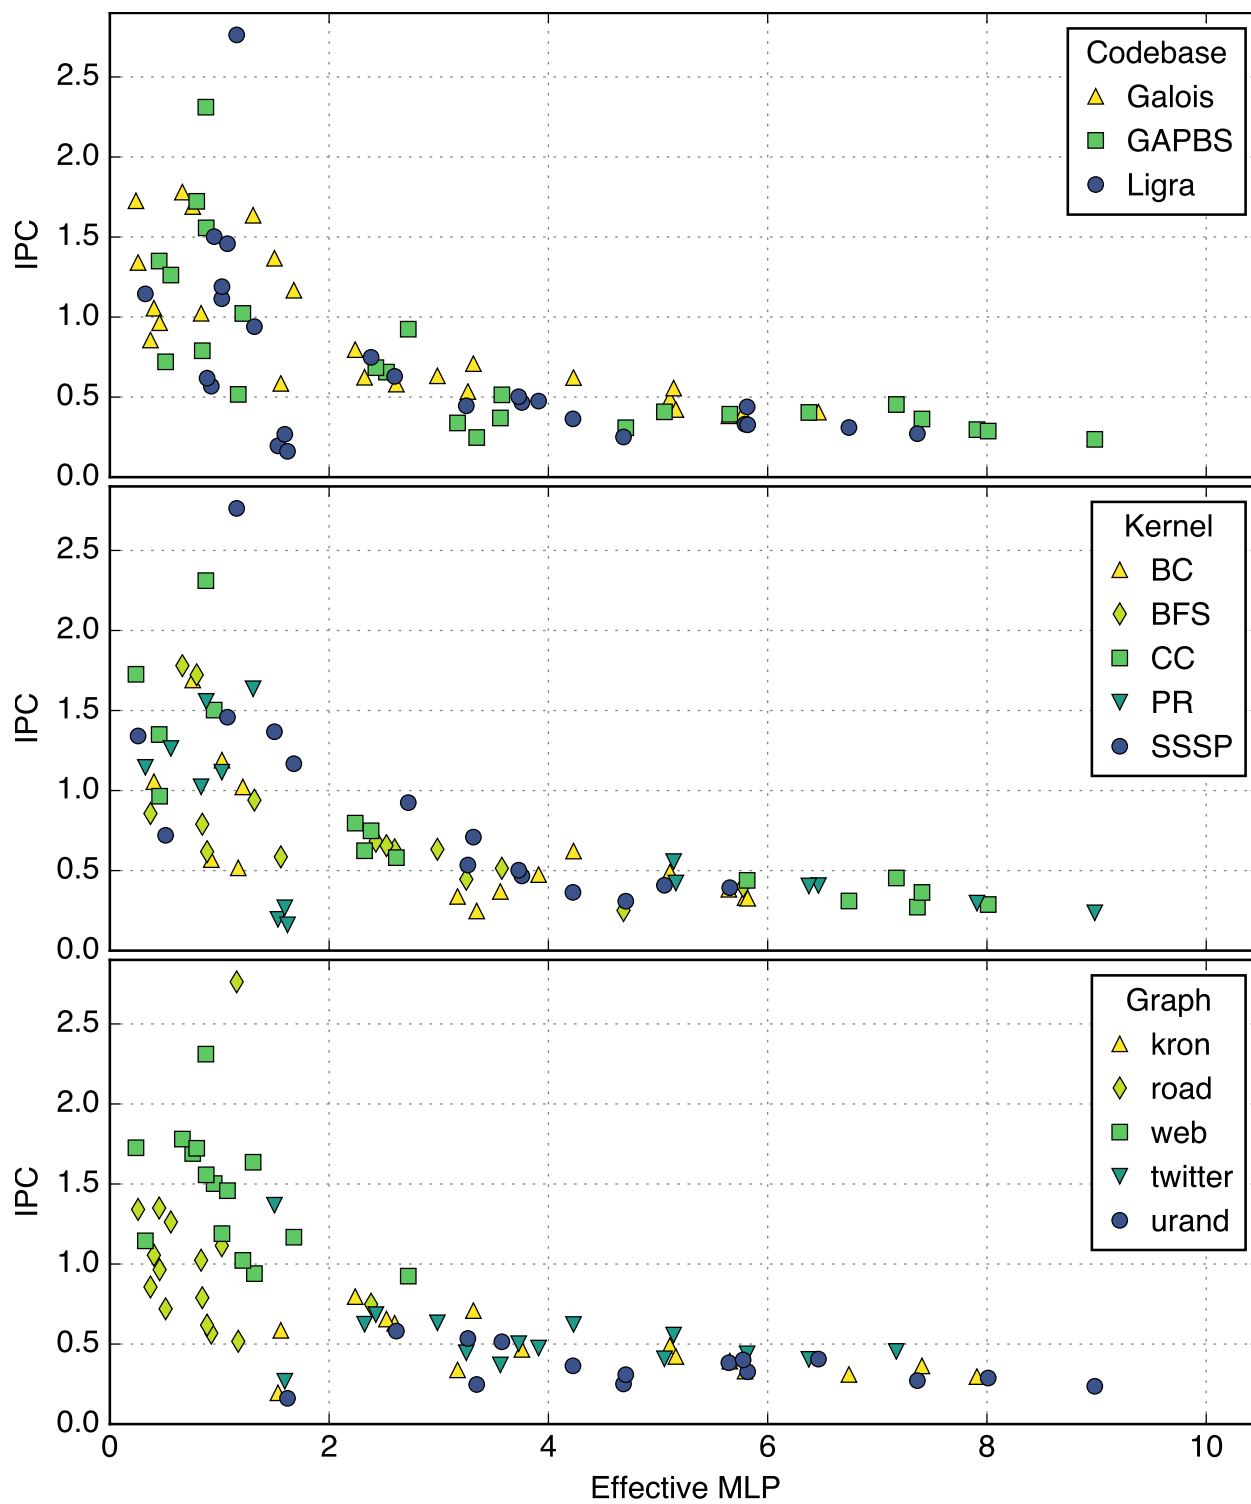 2.5
2.0
1.5
1.0
0.5
0.0
IPC
Codebase
Galois
GAPBS
Ligra
2.5
2.0
1.5
1.0
0.5
0.0
IPC
Kernel
BC
BFS
CC
PR
SSSP
2.5
2.0
1.5
1.0
0.5
0.0
IPC
Graph
kron
road
web
twitter
urand
0 2 4 6 8 10
Effective MLP